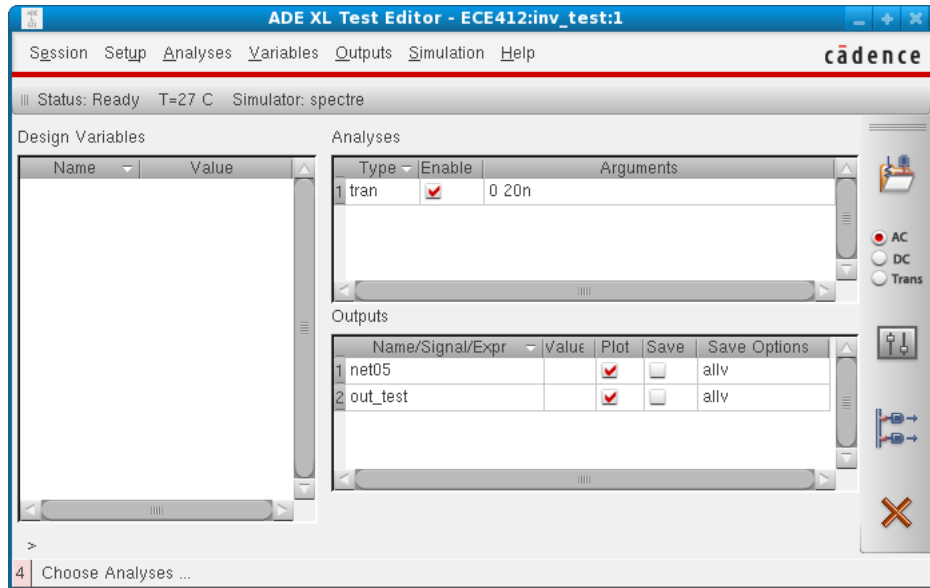 ADE XL Test Editor - ECE412:inv_test:1
Session Setup Analyses Variables Outputs Simulation Help
cādence
Status: Ready T=27 C Simulator: spectre
Design Variables
Name Value
Analyses
Type Enable Arguments
1 tran 0 20n
AC
DC
Trans
Outputs
Name/Signal/Expr Value Plot Save Save Options
1 net05 allv
2 out_test allv
>
4 Choose Analyses ...